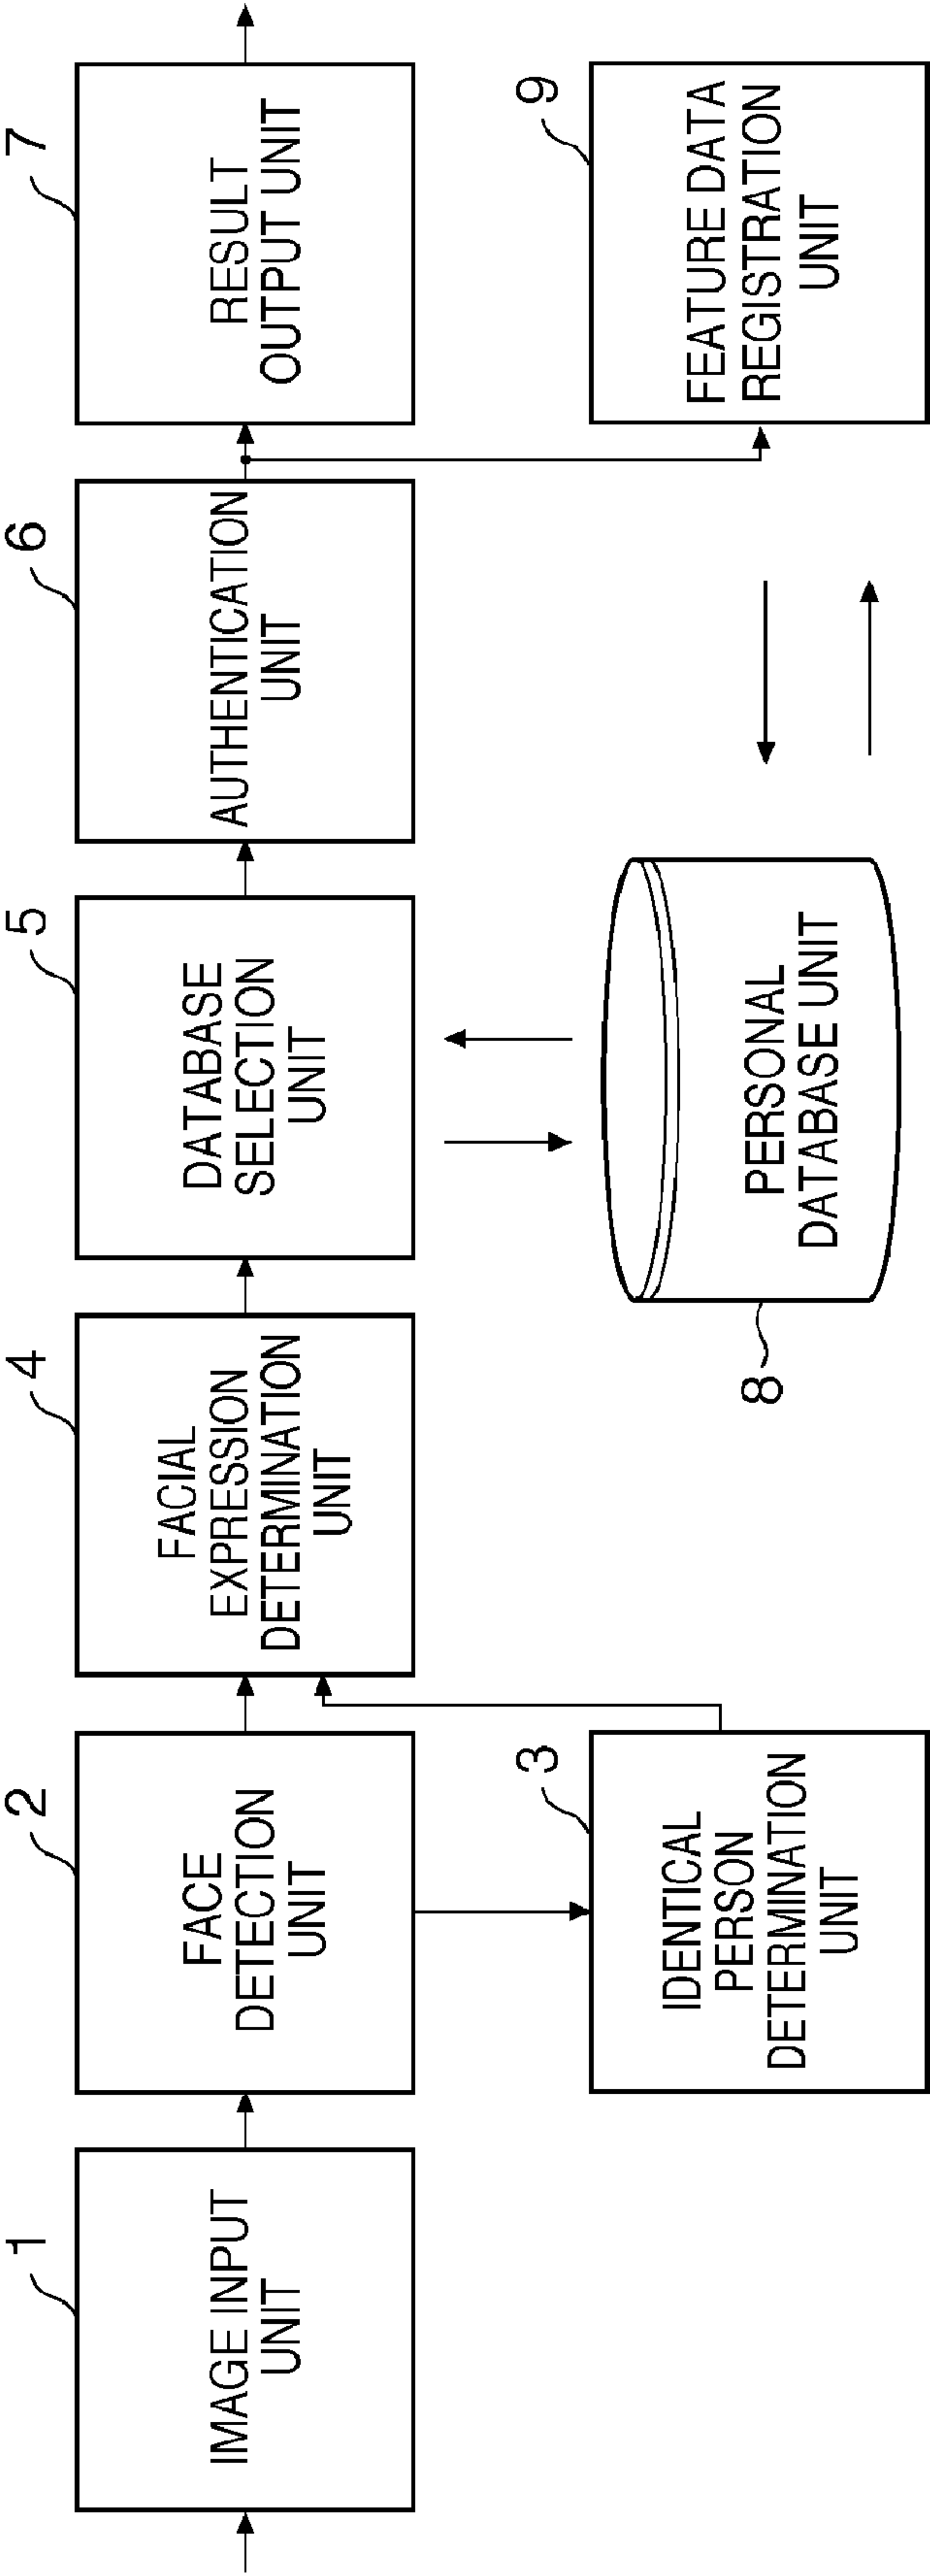 1
IMAGE INPUT
UNIT
2
FACE
DETECTION
UNIT
3
IDENTICAL
PERSON
DETERMINATION
UNIT
4
FACIAL
EXPRESSION
DETERMINATION
UNIT
5
DATABASE
SELECTION
UNIT
6
AUTHENTICATION
UNIT
7
RESULT
OUTPUT UNIT
8
PERSONAL
DATABASE UNIT
9
FEATURE DATA
REGISTRATION
UNIT